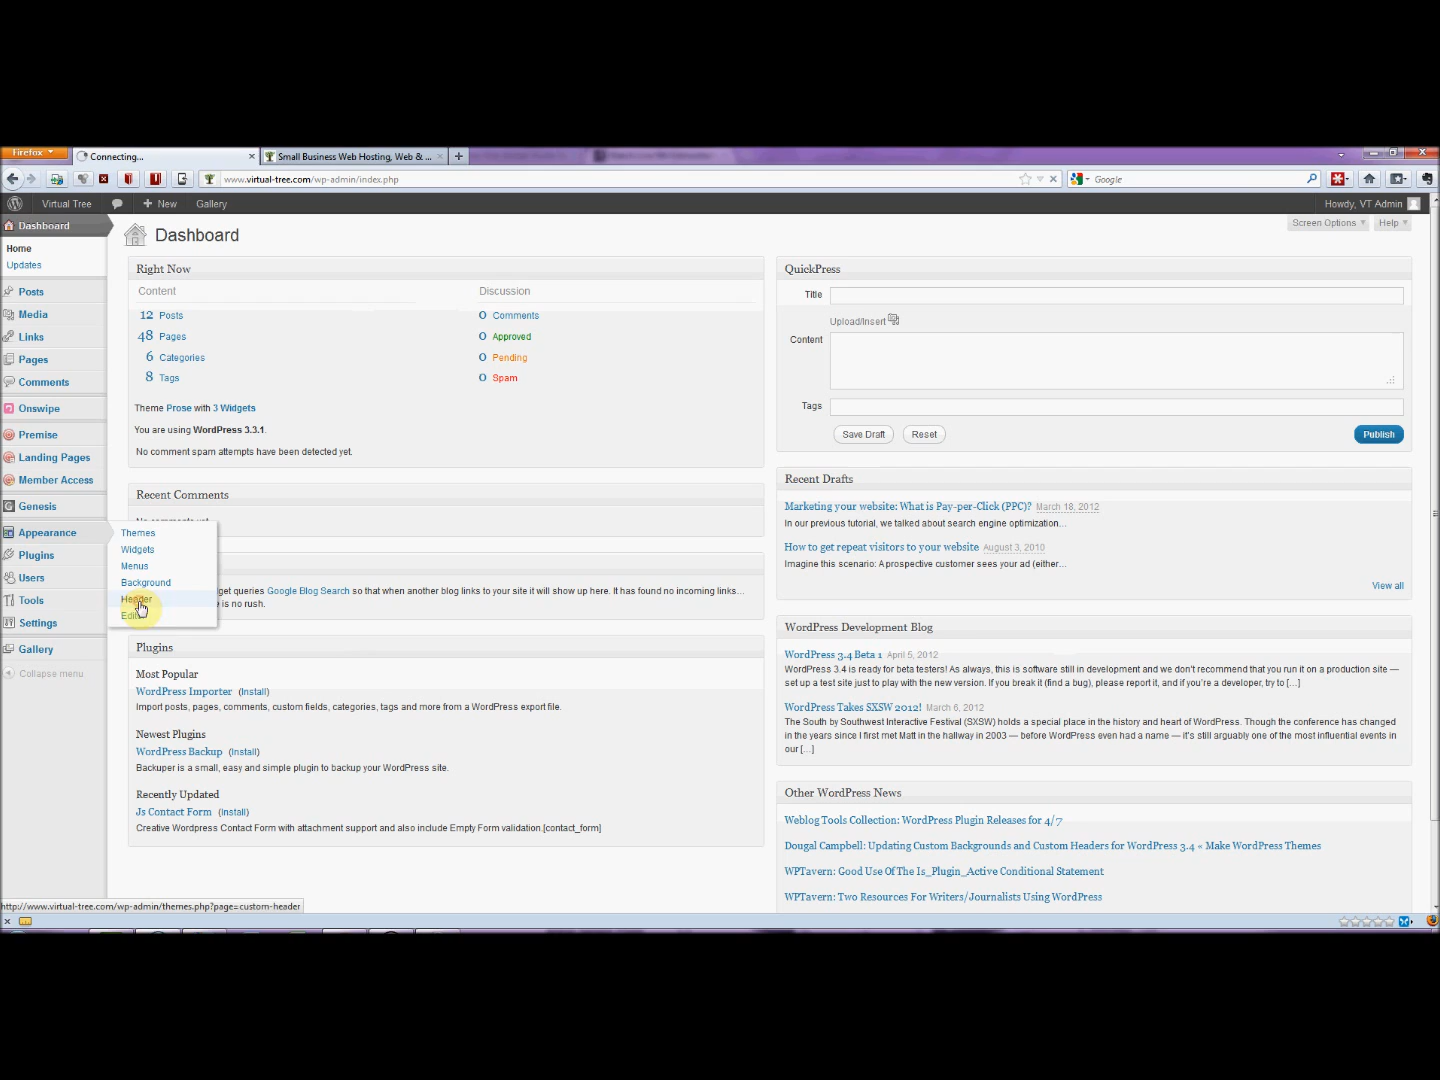 Firefox
Connecting...
Small Business Web Hosting, Web & ...
www.virtual-tree.com/wp-admin/index.php
Google
Virtual Tree
New
Gallery
Howdy, VT Admin
Dashboard
Home
Updates
Posts
Media
Links
Pages
Comments
Onswipe
Premise
Landing Pages
Member Access
Genesis
Appearance
Plugins
Users
Tools
Settings
Gallery
Collapse menu
Themes
Widgets
Menus
Background
Header
Dashboard
Screen Options
Help
Right Now
Content
Discussion
12 Posts
0 Comments
48 Pages
0 Approved
6 Categories
0 Pending
8 Tags
0 Spam
Theme Prose with 3 Widgets
You are using WordPress 3.3.1.
No comment spam attempts have been detected yet.
Recent Comments
get queries Google Blog Search so that when another blog links to your site it will show up here. It has found no incoming links...
is no rush.
Plugins
Most Popular
WordPress Importer (Install)
Import posts, pages, comments, custom fields, categories, tags and more from a WordPress export file.
Newest Plugins
WordPress Backup (Install)
Backuper is a small, easy and simple plugin to backup your WordPress site.
Recently Updated
Js Contact Form (Install)
Creative Wordpress Contact Form with attachment support and also include Empty Form validation.[contact_form]
QuickPress
Title
Upload/Insert
Content
Tags
Save Draft
Reset
Publish
Recent Drafts
Marketing your website: What is Pay-per-Click (PPC)? March 18, 2012
In our previous tutorial, we talked about search engine optimization...
How to get repeat visitors to your website August 3, 2010
Imagine this scenario: A prospective customer sees your ad (either...
View all
WordPress Development Blog
WordPress 3.4 Beta 1 April 5, 2012
WordPress 3.4 is ready for beta testers! As always, this is software still in development and we don't recommend that you run it on a production site —
set up a test site just to play with the new version. If you break it (find a bug), please report it, and if you're a developer, try to [...]
WordPress Takes SXSW 2012! March 6, 2012
The South by Southwest Interactive Festival (SXSW) holds a special place in the history and heart of WordPress. Though the conference has changed
in the years since I first met Matt in the hallway in 2003 — before WordPress even had a name — it's still arguably one of the most influential events in
our [...]
Other WordPress News
Weblog Tools Collection: WordPress Plugin Releases for 4/7
Dougal Campbell: Updating Custom Backgrounds and Custom Headers for WordPress 3.4 « Make WordPress Themes
WPTavern: Good Use Of The Is_Plugin_Active Conditional Statement
WPTavern: Two Resources For Writers/Journalists Using WordPress
http://www.virtual-tree.com/wp-admin/themes.php?page=custom-header